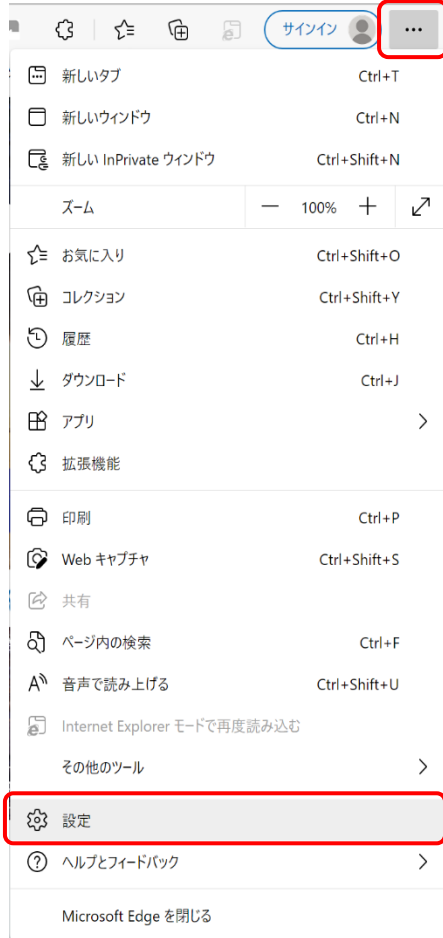 サインイン
新しいタブ Ctrl+T
新しいウィンドウ Ctrl+N
新しい InPrivate ウィンドウ Ctrl+Shift+N
ズーム 100%
お気に入り Ctrl+Shift+O
コレクション Ctrl+Shift+Y
履歴 Ctrl+H
ダウンロード Ctrl+J
アプリ
拡張機能
印刷 Ctrl+P
Web キャプチャ Ctrl+Shift+S
共有
ページ内の検索 Ctrl+F
音声で読み上げる Ctrl+Shift+U
Internet Explorer モードで再度読み込む
その他のツール
設定
ヘルプとフィードバック
Microsoft Edge を閉じる